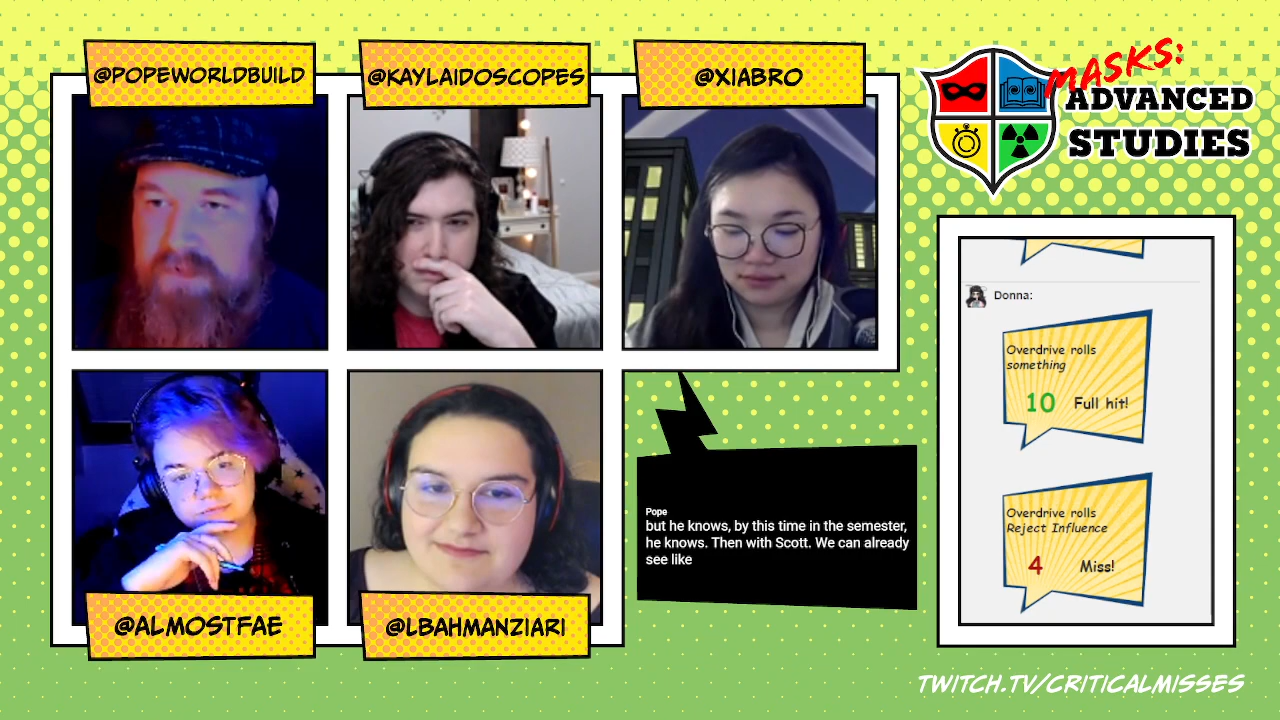 @POPEWORLDBUILD
@KAYLAIDOSCOPES
@XIABRO
MASKS:
ADVANCED
STUDIES
Donna:
Overdrive rolls
something
10 Full hit!
Overdrive rolls
Reject Influence
4 Miss!
Pope
but he knows, by this time in the semester,
he knows. Then with Scott. We can already
see like
@ALMOSTFAE
@LBAHMANZIARI
TWITCH.TV/CRITICALMISSES